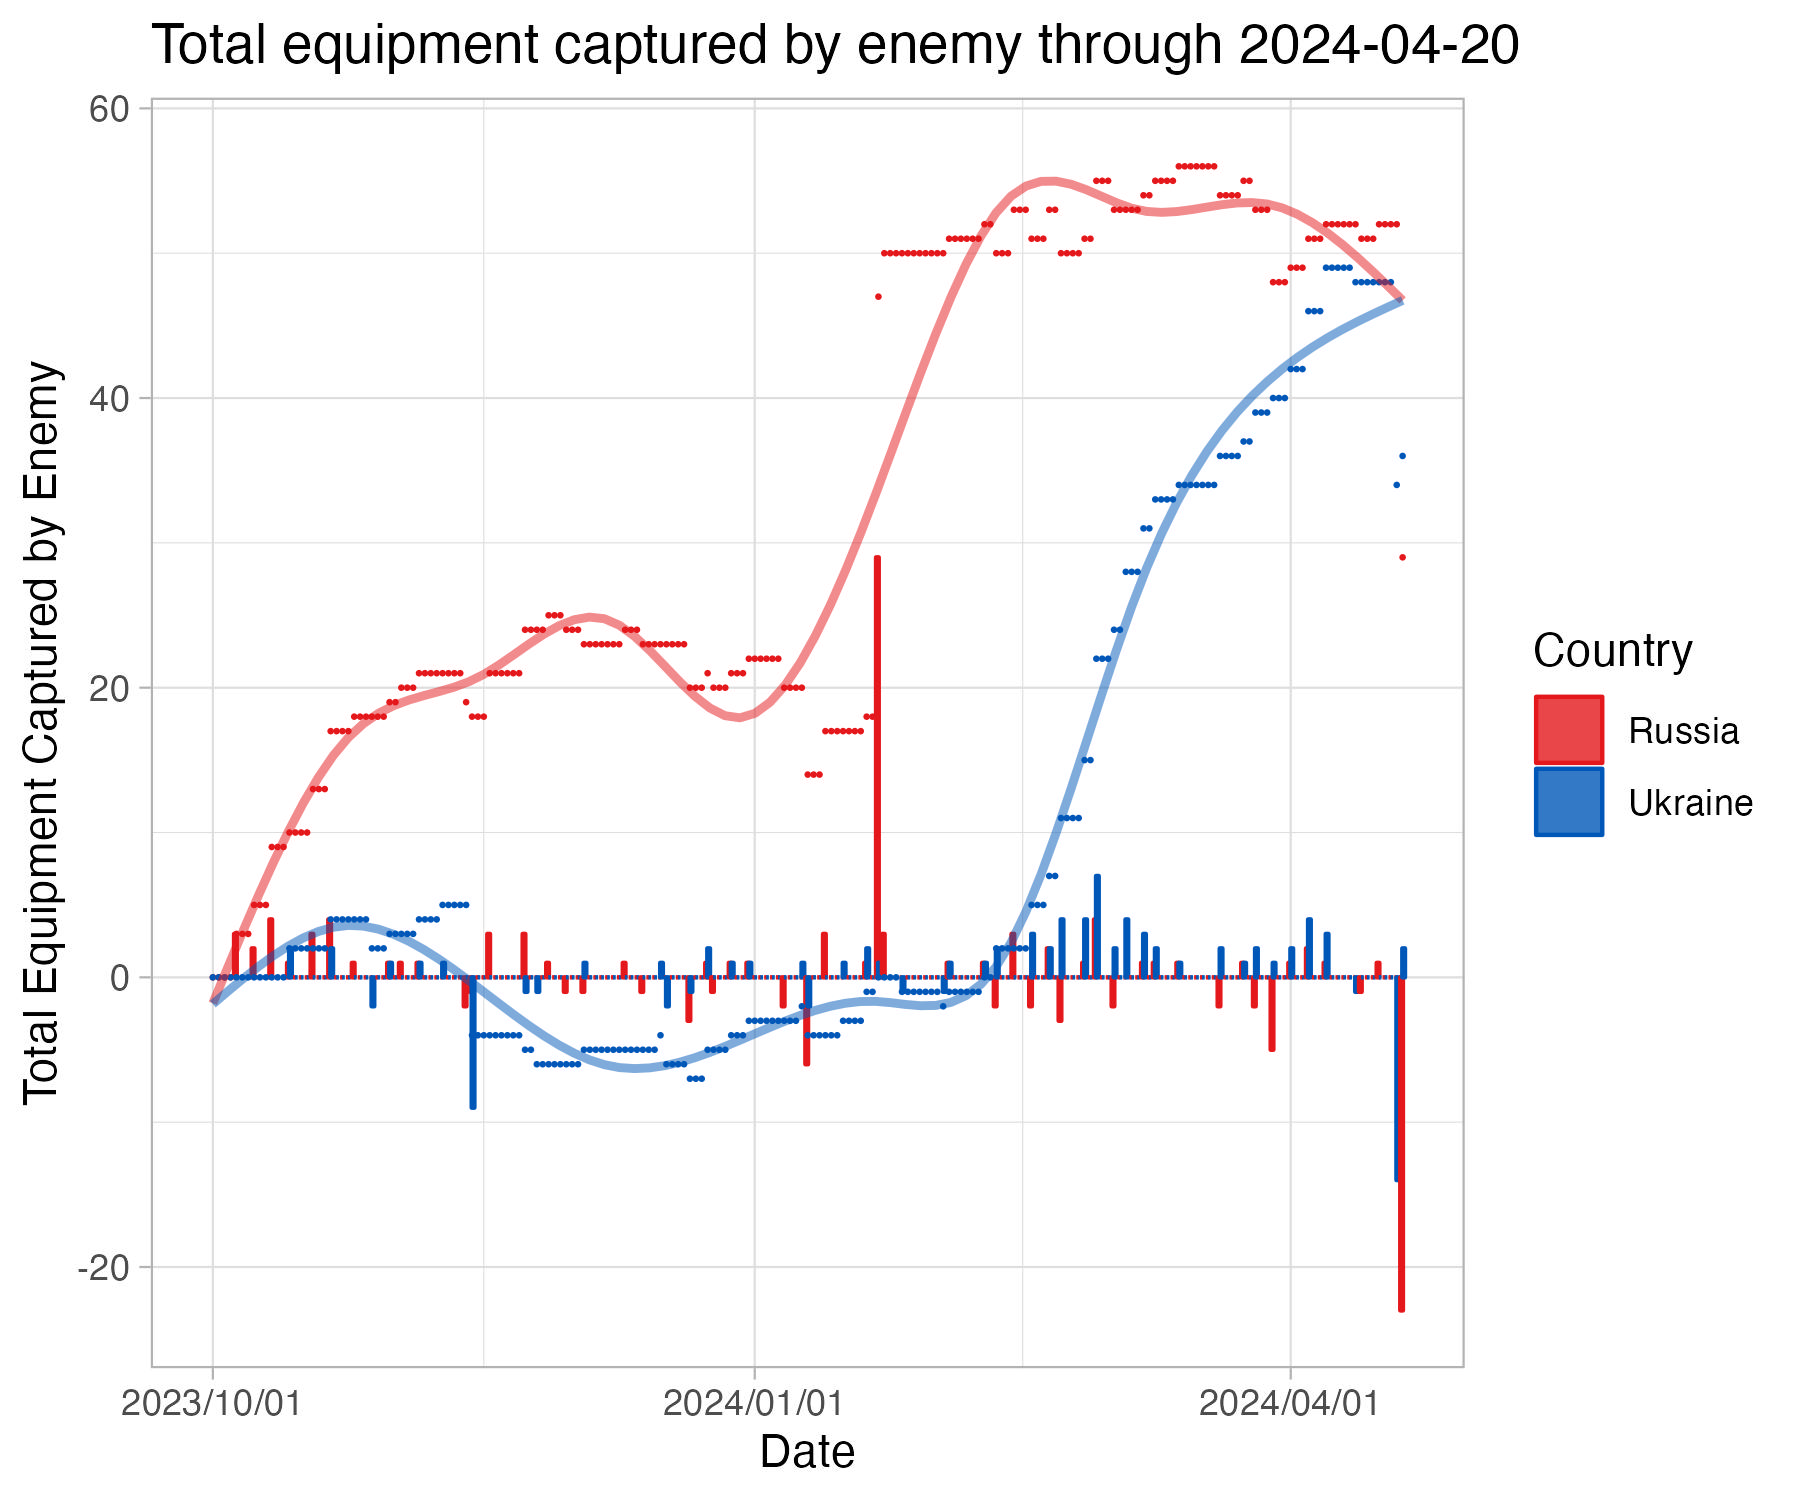 Total equipment captured by enemy through 2024-04-20
Total Equipment Captured by Enemy
60
40
20
0
-20
2023/10/01
2024/01/01
2024/04/01
Date
Country
Russia
Ukraine